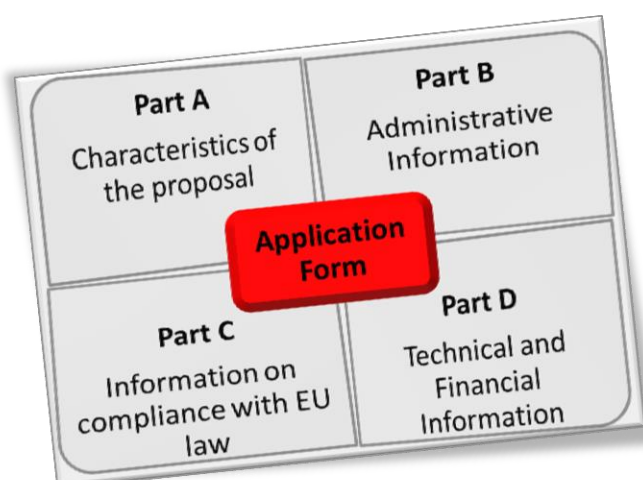 Part A
Characteristics of
the proposal
Part B
Administrative
Information
Application
Form
Part C
Information on
compliance with EU
law
Part D
Technical and
Financial
Information